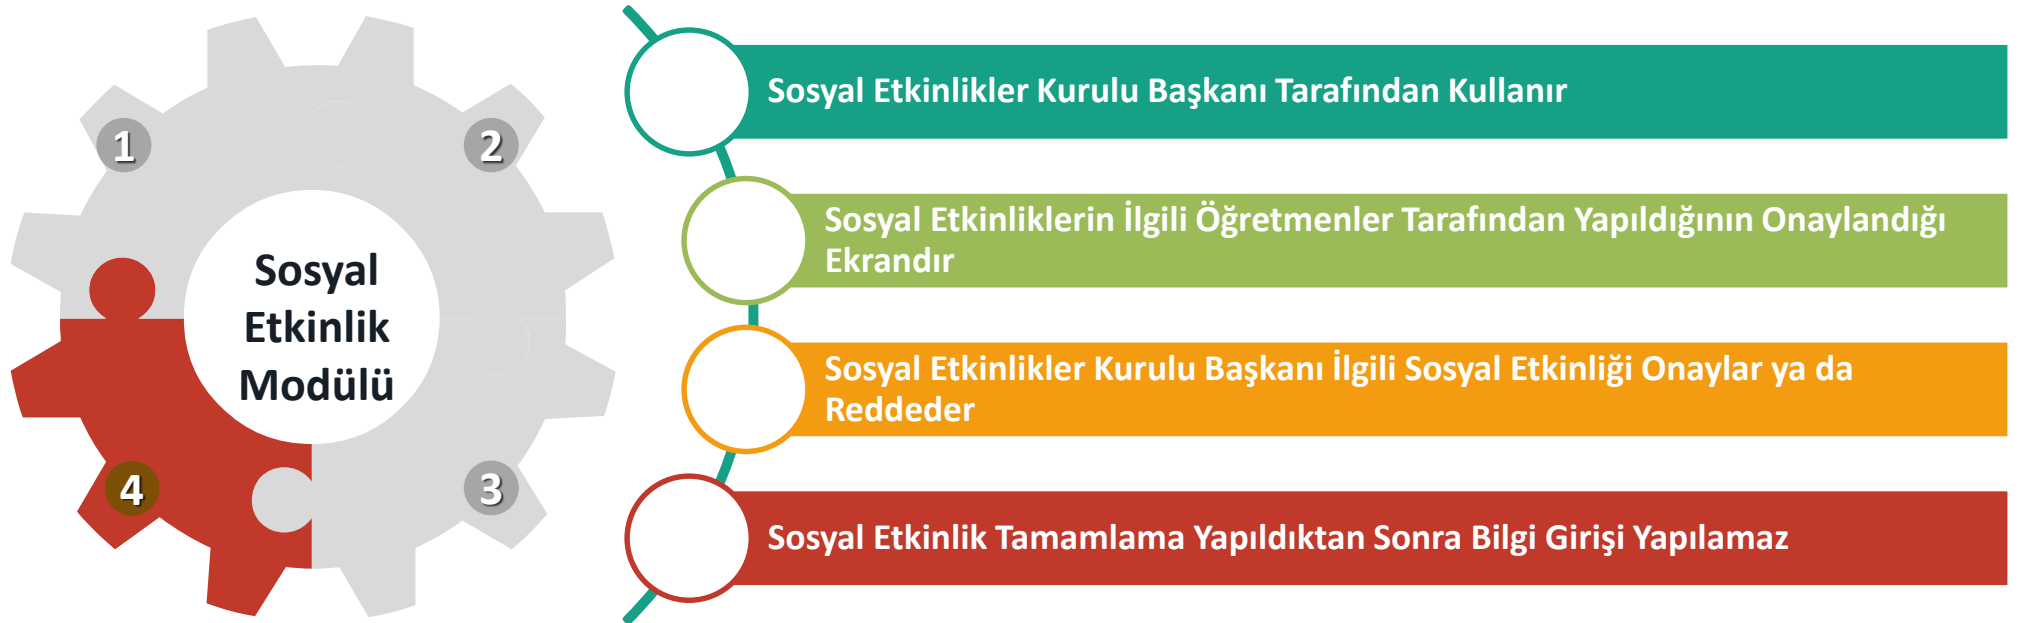 1
2
Sosyal
Etkinlik
Modülü
4
3
Sosyal Etkinlikler Kurulu Başkanı Tarafından Kullanır
Sosyal Etkinliklerin İlgili Öğretmenler Tarafından Yapıldığının Onaylandığı
Ekrandır
Sosyal Etkinlikler Kurulu Başkanı İlgili Sosyal Etkinliği Onaylar ya da
Reddeder
Sosyal Etkinlik Tamamlama Yapıldıktan Sonra Bilgi Girişi Yapılamaz